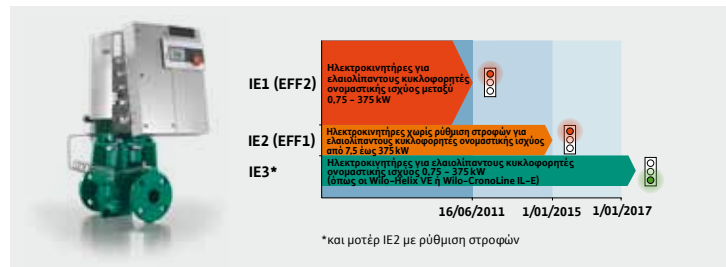 IE1 (EFF2)
Ηλεκτροκινητήρες για
ελαιολίπαντους κυκλοφορητές
ονομαστικής ισχύος μεταξύ
0,75 – 375 kW
IE2 (EFF1)
Ηλεκτροκινητήρες χωρίς ρύθμιση στροφών για
ελαιολίπαντους κυκλοφορητές ονομαστικής ισχύος
από 7,5 έως 375 kW
IE3*
Ηλεκτροκινητήρες για ελαιολίπαντους κυκλοφορητές
ονομαστικής ισχύος 0,75 – 375 kW
(όπως οι Wilo-Helix VE ή Wilo-CronoLine IL-E)
16/06/2011 1/01/2015 1/01/2017
*και μοτέρ IE2 με ρύθμιση στροφών